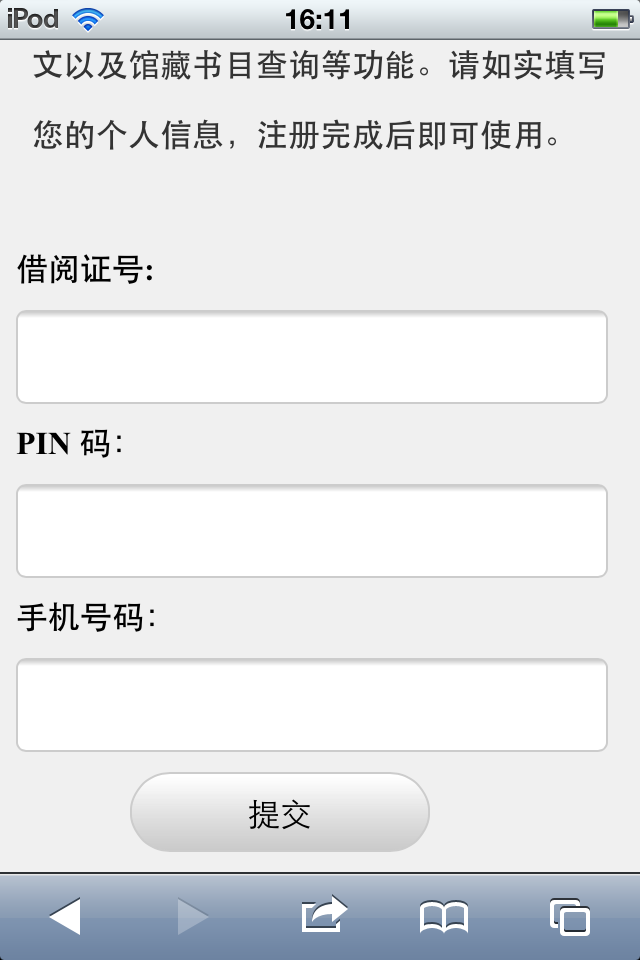 iPod 16:11
文以及馆藏书目查询等功能。请如实填写
您的个人信息，注册完成后即可使用。
借阅证号:
PIN 码：
手机号码：
提交